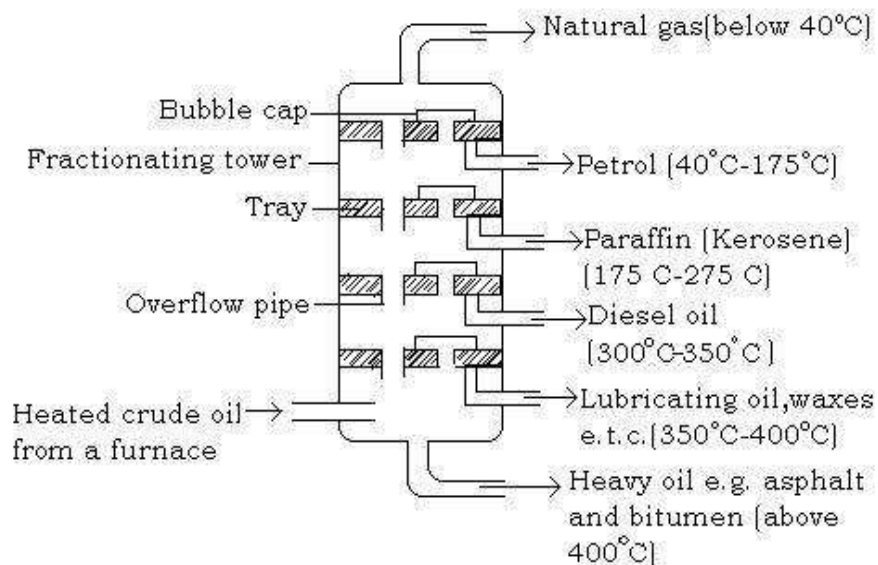 Natural gas(below 40°C)
Bubble cap
Fractionating tower
Petrol (40°C-175°C)
Tray
Paraffin (Kerosene)
(175 C-275 C)
Overflow pipe
Diesel oil
(300°C-350°C)
Heated crude oil
from a furnace
Lubricating oil,waxes
e.t.c.(350°C-400°C)
Heavy oil e.g. asphalt
and bitumen (above
400°C)